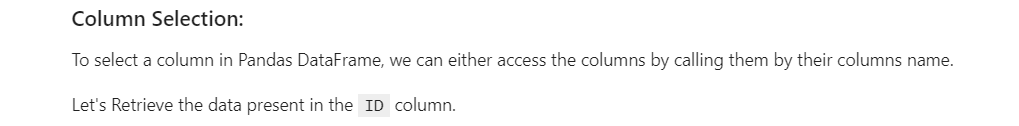 Column Selection:
To select a column in Pandas DataFrame, we can either access the columns by calling them by their columns name.
Let's Retrieve the data present in the ID column.